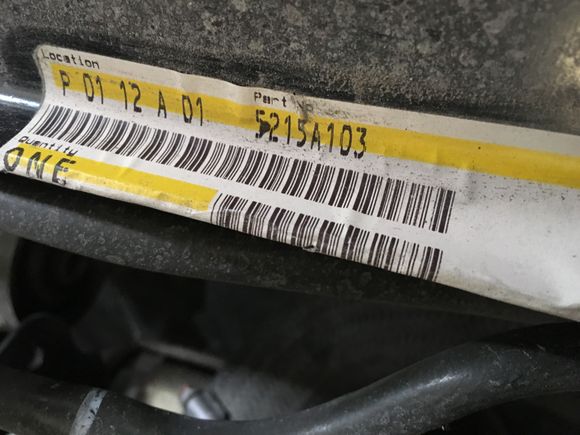 Location
P 01 12 A 01
Part
5215A103
Quantity
ONE